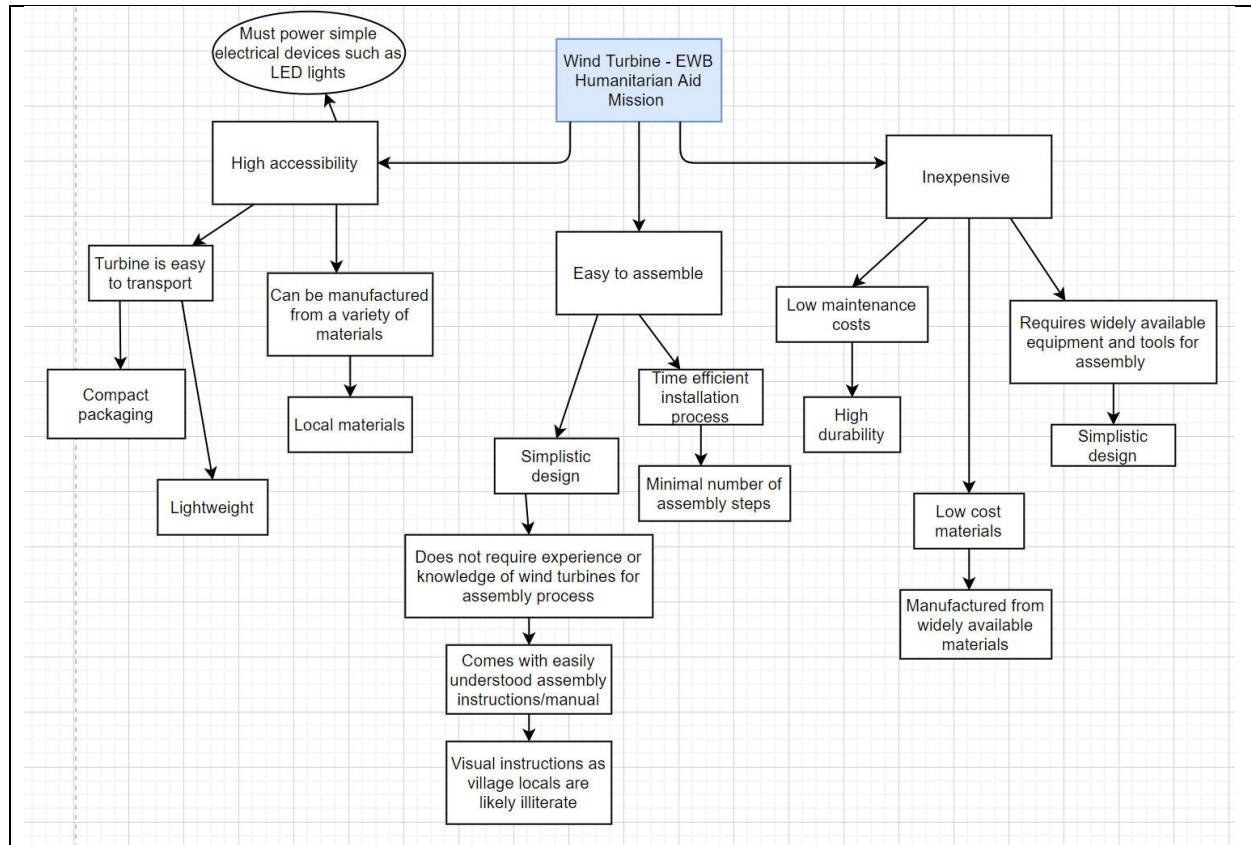 Must power simple
electrical devices such as
LED lights
Wind Turbine - EWB
Humanitarian Aid
Mission
High accessibility
Inexpensive
Turbine is easy
to transport
Can be manufactured
from a variety of
materials
Easy to assemble
Low maintenance
costs
Requires widely available
equipment and tools for
assembly
Compact
packaging
Local materials
Time efficient
installation
process
High
durability
Simplistic
design
Simplistic
design
Lightweight
Minimal number of
assembly steps
Low cost
materials
Does not require experience or
knowledge of wind turbines for
assembly process
Manufactured from
widely available
materials
Comes with easily
understood assembly
instructions/manual
Visual instructions as
village locals are
likely illiterate